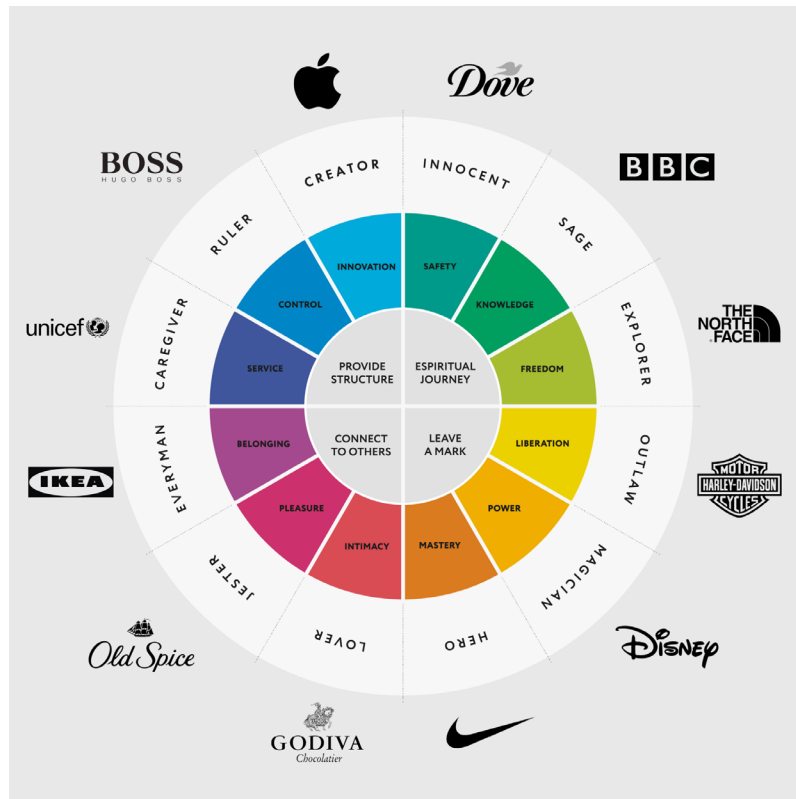 Dove
BOSS
HUGO BOSS
BBC
CREATOR
INNOCENT
RULER
SAGE
INNOVATION
SAFETY
CONTROL
KNOWLEDGE
CAREGIVER
EXPLORER
unicef
THE
NORTH
FACE
SERVICE
PROVIDE
STRUCTURE
ESPIRITUAL
JOURNEY
FREEDOM
BELONGING
CONNECT
TO OTHERS
LEAVE
A MARK
LIBERATION
EVERYMAN
OUTLAW
IKEA
MOTOR
HARLEY-DAVIDSON
CYCLES
PLEASURE
POWER
INTIMACY
MASTERY
JESTER
MAGICIAN
LOVER
HERO
Old Spice
Disney
GODIVA
Chocolatier